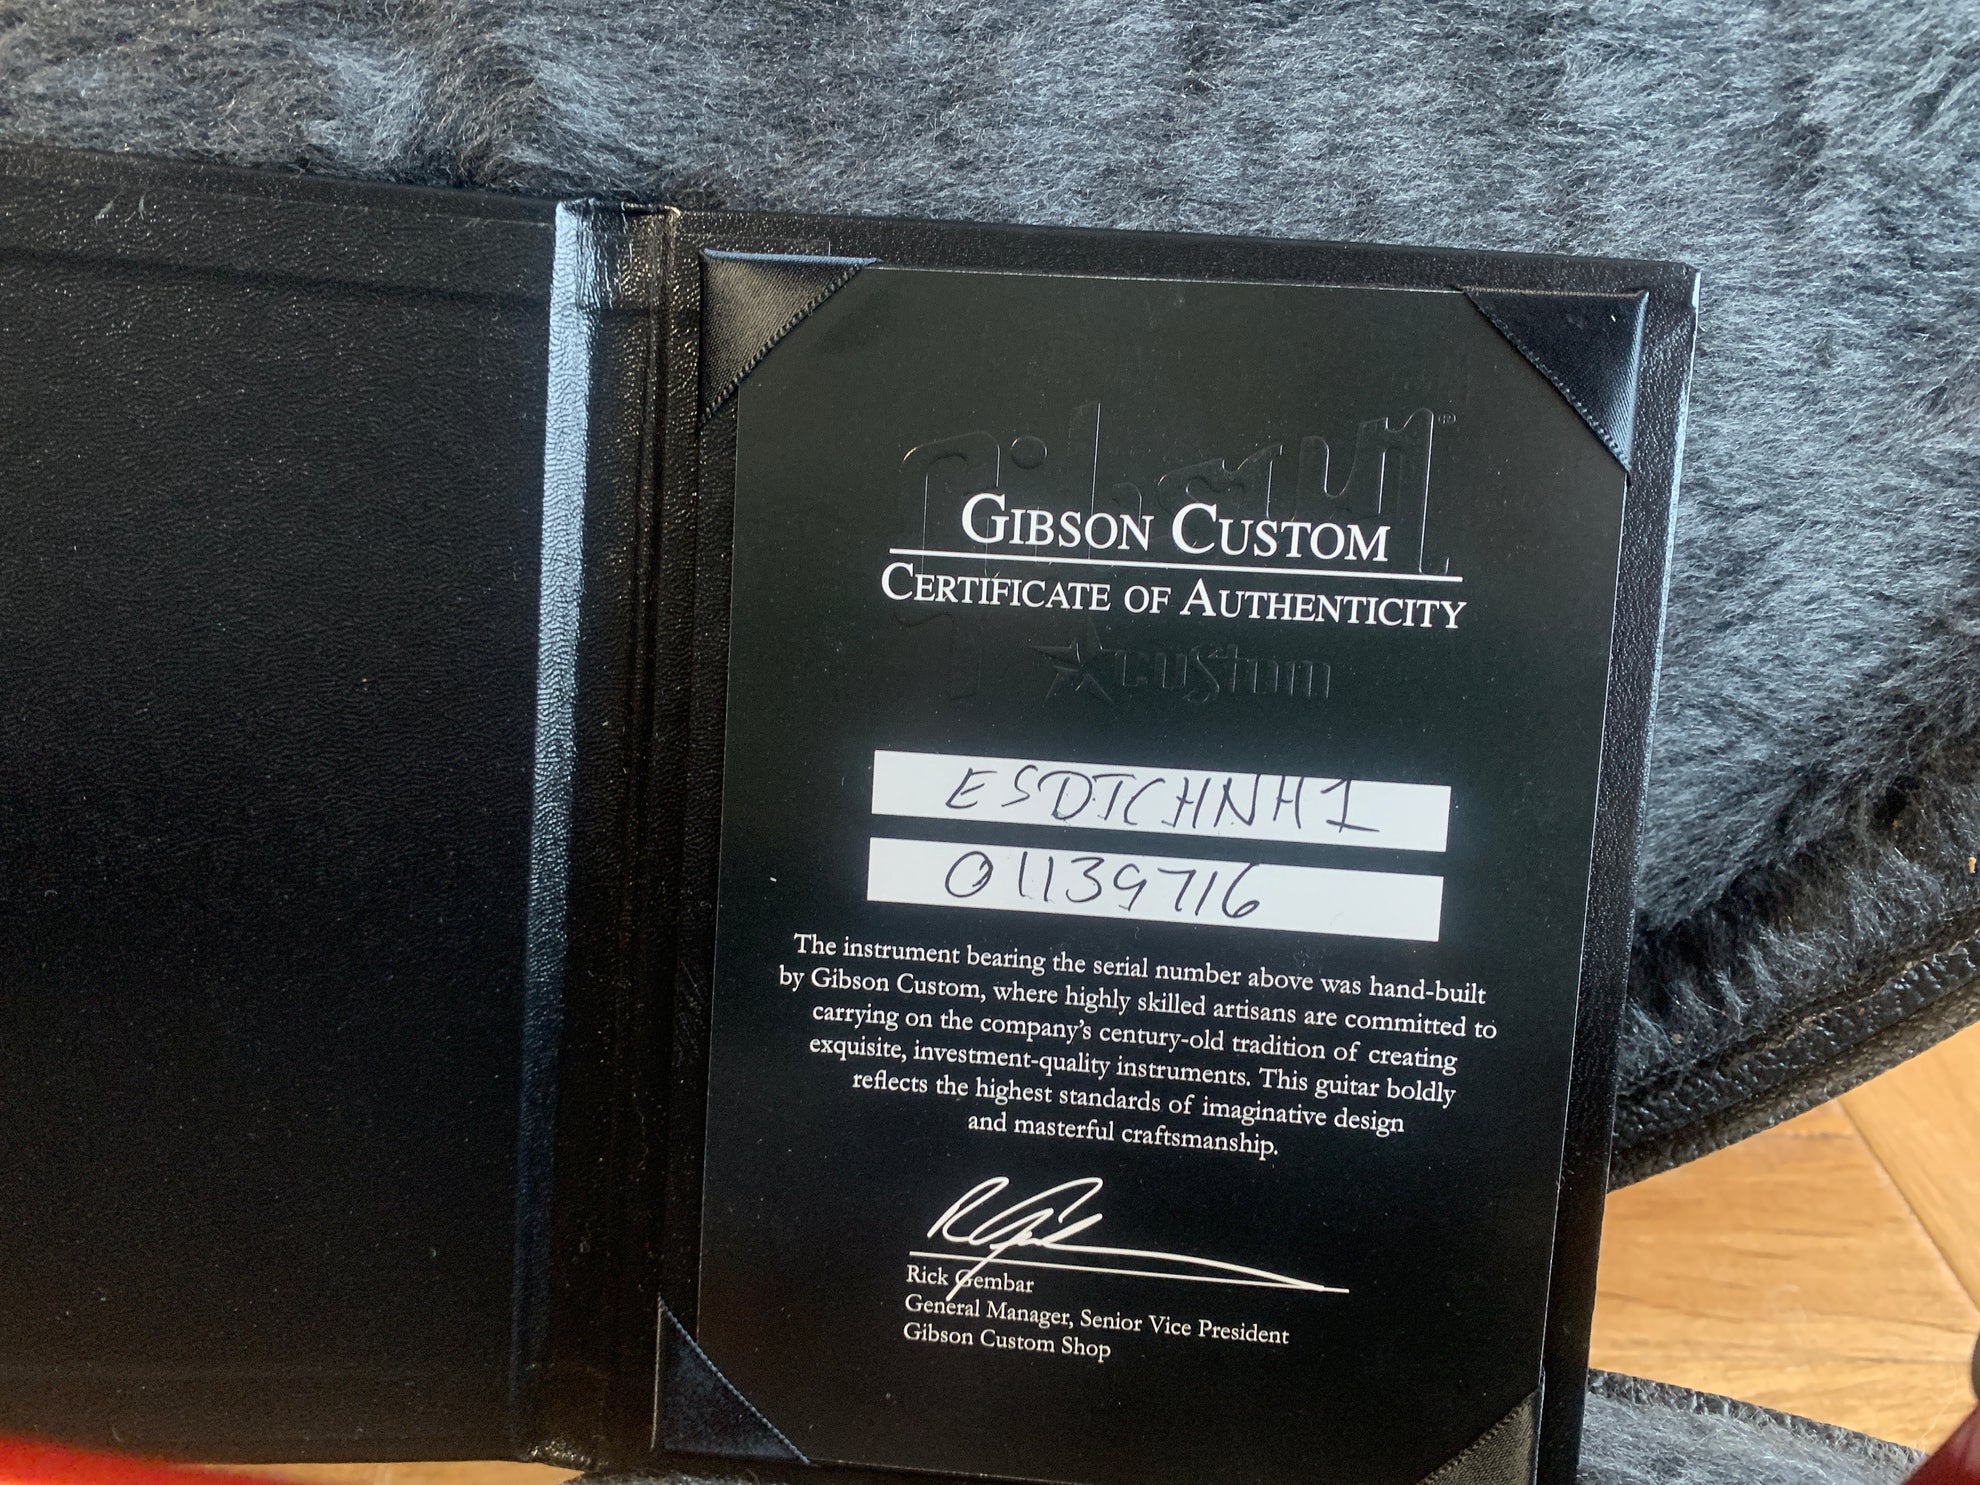 Gibson ®
GIBSON CUSTOM
CERTIFICATE OF AUTHENTICITY
custom
ESDTCHNH1
01139716
The instrument bearing the serial number above was hand-built
by Gibson Custom, where highly skilled artisans are committed to
carrying on the company's century-old tradition of creating
exquisite, investment-quality instruments. This guitar boldly
reflects the highest standards of imaginative design
and masterful craftsmanship.
Rick Gembar
General Manager, Senior Vice President
Gibson Custom Shop